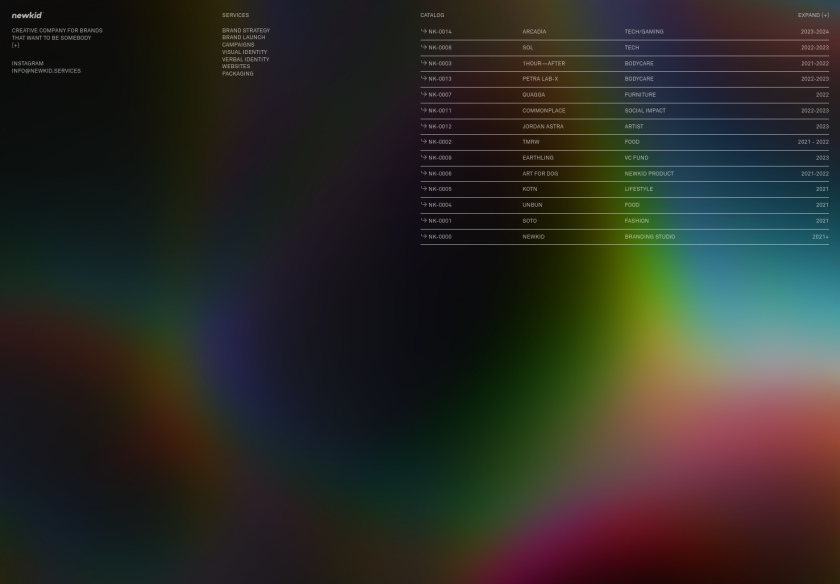 newkid
CREATIVE COMPANY FOR BRANDS
THAT WANT TO BE SOMEBODY
[+]
INSTAGRAM
INFO@NEWKID.SERVICES
SERVICES
BRAND STRATEGY
BRAND LAUNCH
CAMPAIGNS
VISUAL IDENTITY
VERBAL IDENTITY
WEBSITES
PACKAGING
CATALOG EXPAND [+]
↳ NK-0014 ARCADIA TECH/GAMING 2023-2024
↳ NK-0008 SOL TECH 2022-2023
↳ NK-0003 1HOUR—AFTER BODYCARE 2021-2022
↳ NK-0013 PETRA LAB-X BODYCARE 2022-2023
↳ NK-0007 QUAGGA FURNITURE 2022
↳ NK-0011 COMMONPLACE SOCIAL IMPACT 2022-2023
↳ NK-0012 JORDAN ASTRA ARTIST 2023
↳ NK-0002 TMRW FOOD 2021 - 2022
↳ NK-0009 EARTHLING VC FUND 2023
↳ NK-0006 ART FOR DOG NEWKID PRODUCT 2021-2022
↳ NK-0005 KOTN LIFESTYLE 2021
↳ NK-0004 UNBUN FOOD 2021
↳ NK-0001 SOTO FASHION 2021
↳ NK-0000 NEWKID BRANDING STUDIO 2021+